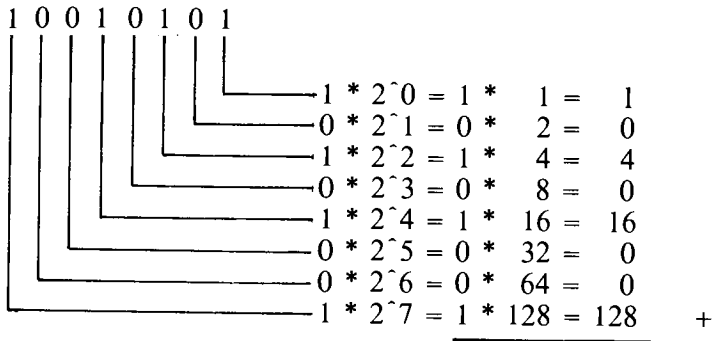 1 0 0 1 0 1 0 1
1 * 2^0 = 1 * 1 = 1
0 * 2^1 = 0 * 2 = 0
1 * 2^2 = 1 * 4 = 4
0 * 2^3 = 0 * 8 = 0
1 * 2^4 = 1 * 16 = 16
0 * 2^5 = 0 * 32 = 0
0 * 2^6 = 0 * 64 = 0
1 * 2^7 = 1 * 128 = 128 +